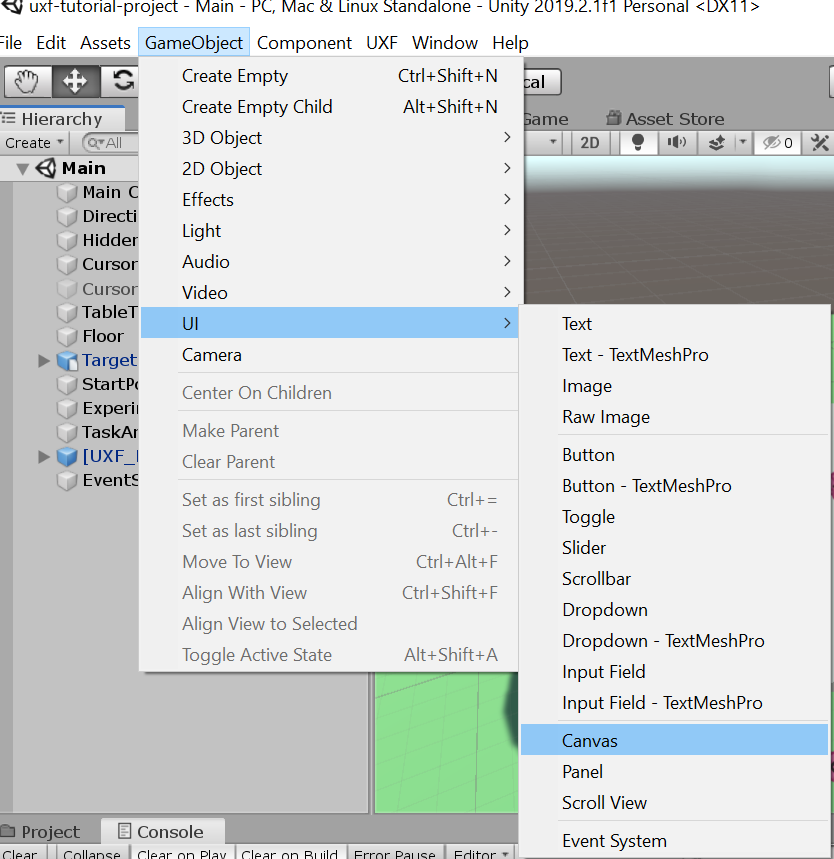 uxf-tutorial-project - Main - PC, Mac & Linux Standalone - Unity 2019.2.1f1 Personal <DX11>
File Edit Assets GameObject Component UXF Window Help
Hierarchy
Asset Store
Create
All
2D
0
Main
Main C
Directi
Hidden
Cursor
Cursor
TableT
Floor
Target
StartPo
Experi
TaskAr
[UXF_
EventS
Create Empty Ctrl+Shift+N
Create Empty Child Alt+Shift+N
3D Object
2D Object
Effects
Light
Audio
Video
UI
Camera
Center On Children
Make Parent
Clear Parent
Set as first sibling Ctrl+=
Set as last sibling Ctrl+-
Move To View Ctrl+Alt+F
Align With View Ctrl+Shift+F
Align View to Selected
Toggle Active State Alt+Shift+A
Text
Text - TextMeshPro
Image
Raw Image
Button
Button - TextMeshPro
Toggle
Slider
Scrollbar
Dropdown
Dropdown - TextMeshPro
Input Field
Input Field - TextMeshPro
Canvas
Panel
Scroll View
Event System
Project Console
Clear Collapse Clear on Play Clear on Build Error Pause Editor